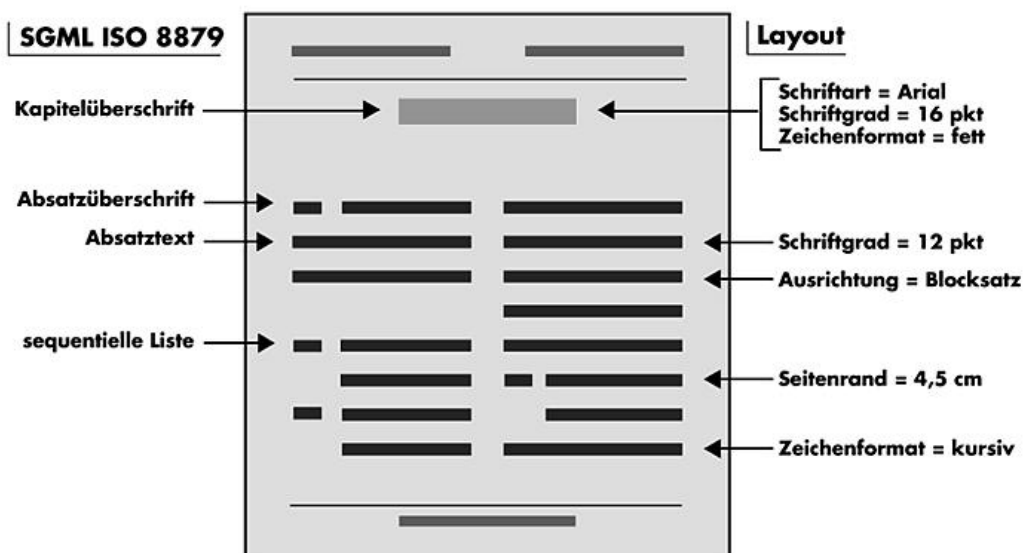 SGML ISO 8879
Kapitelüberschrift
Absatzüberschrift
Absatztext
sequentielle Liste
Layout
Schriftart = Arial
Schriftgrad = 16 pkt
Zeichenformat = fett
Schriftgrad = 12 pkt
Ausrichtung = Blocksatz
Seitenrand = 4,5 cm
Zeichenformat = kursiv